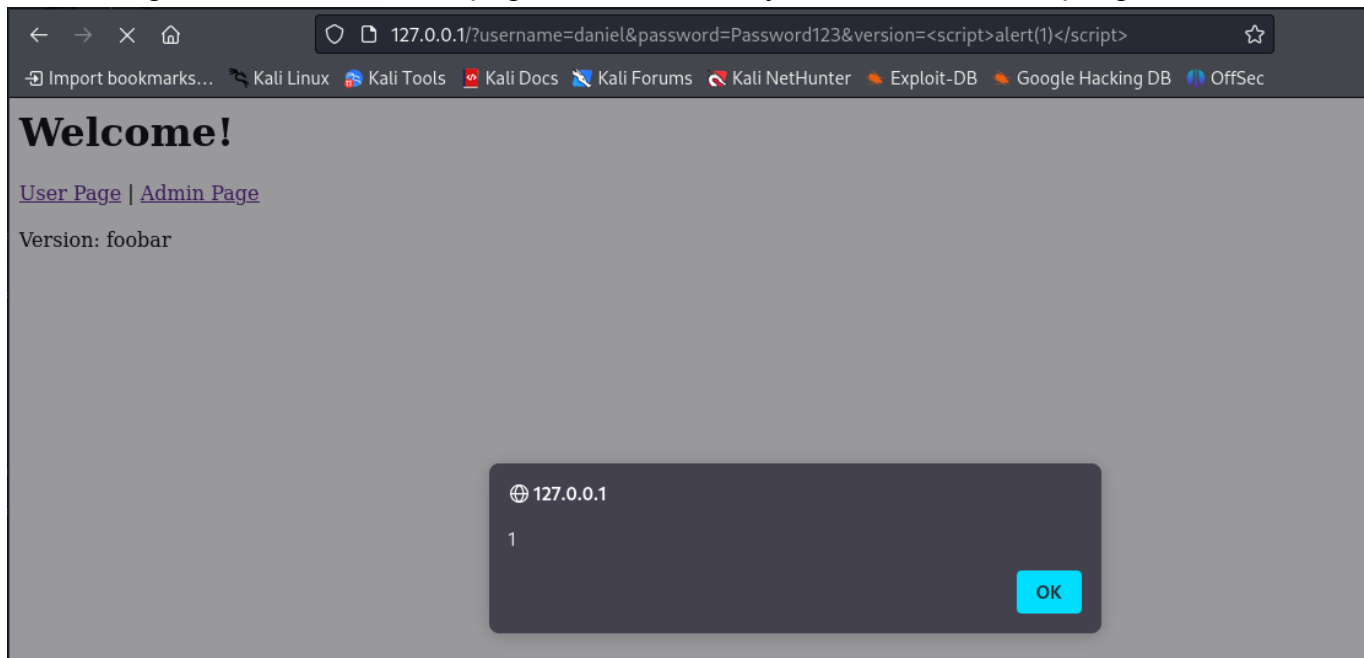 127.0.0.1/?username=daniel&password=Password123&version=<script>alert(1)</script>
Import bookmarks... Kali Linux Kali Tools Kali Docs Kali Forums Kali NetHunter Exploit-DB Google Hacking DB OffSec
Welcome!
User Page | Admin Page
Version: foobar
127.0.0.1
1
OK